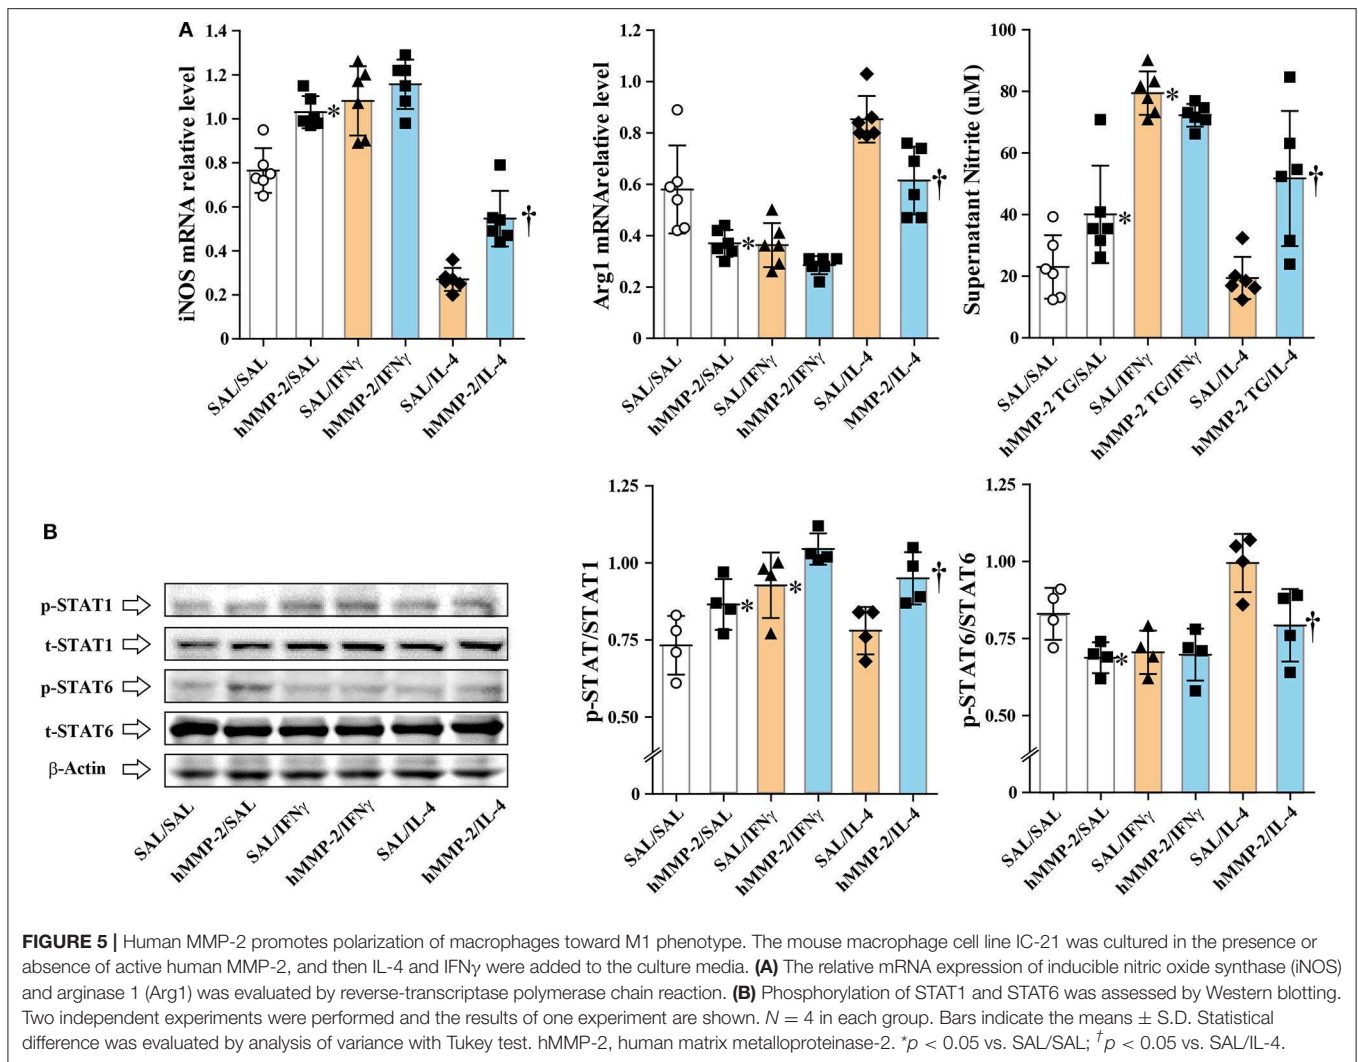 A
iNOS mRNA relative level
1.4
1.2
1.0
0.8
0.6
0.4
0.2
0
*
†
SAL/SAL
hMMP-2/SAL
SAL/IFNγ
hMMP-2/IFNγ
SAL/IL-4
hMMP-2/IL-4
Arg1 mRNArelative level
1.2
1.0
0.8
0.6
0.4
0.2
0
*
†
SAL/SAL
hMMP-2/SAL
SAL/IFNγ
hMMP-2/IFNγ
SAL/IL-4
MMP-2/IL-4
Supernatant Nitrite (uM)
100
80
60
40
20
0
*
*
†
SAL/SAL
hMMP-2 TG/SAL
SAL/IFNγ
hMMP-2 TG/IFNγ
SAL/IL-4
hMMP-2 TG/IL-4
B
p-STAT1
t-STAT1
p-STAT6
t-STAT6
β-Actin
SAL/SAL
hMMP-2/SAL
SAL/IFNγ
hMMP-2/IFNγ
SAL/IL-4
hMMP-2/IL-4
p-STAT/STAT1
1.25
1.00
0.75
0.50
0
*
*
†
SAL/SAL
hMMP-2/SAL
SAL/IFNγ
hMMP-2/IFNγ
SAL/IL-4
hMMP-2/IL-4
p-STAT6/STAT6
1.25
1.00
0.75
0.50
0
*
†
SAL/SAL
hMMP-2/SAL
SAL/IFNγ
hMMP-2/IFNγ
SAL/IL-4
hMMP-2/IL-4
FIGURE 5 | Human MMP-2 promotes polarization of macrophages toward M1 phenotype. The mouse macrophage cell line IC-21 was cultured in the presence or
absence of active human MMP-2, and then IL-4 and IFNγ were added to the culture media. (A) The relative mRNA expression of inducible nitric oxide synthase (iNOS)
and arginase 1 (Arg1) was evaluated by reverse-transcriptase polymerase chain reaction. (B) Phosphorylation of STAT1 and STAT6 was assessed by Western blotting.
Two independent experiments were performed and the results of one experiment are shown. N = 4 in each group. Bars indicate the means ± S.D. Statistical
difference was evaluated by analysis of variance with Tukey test. hMMP-2, human matrix metalloproteinase-2. *p < 0.05 vs. SAL/SAL; †p < 0.05 vs. SAL/IL-4.